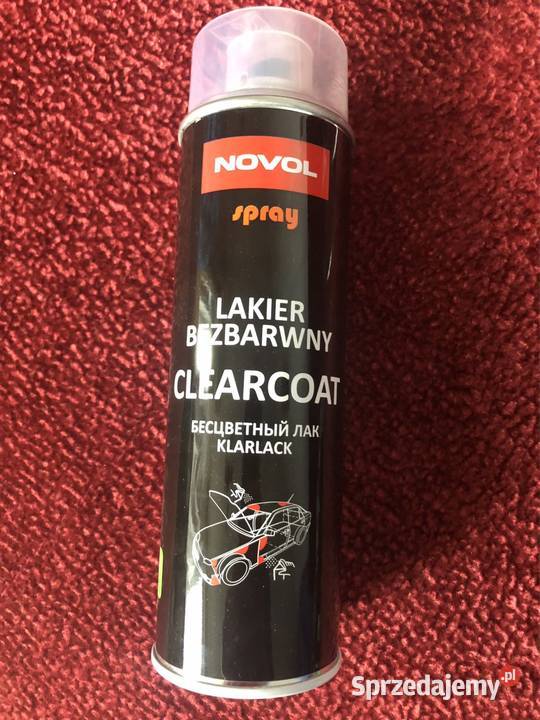 NOVOL
spray
LAKIER
BEZBARWNY
CLEARCOAT
БЕСЦВЕТНЫЙ ЛАК
KLARLACK
Sprzedajemy.pl